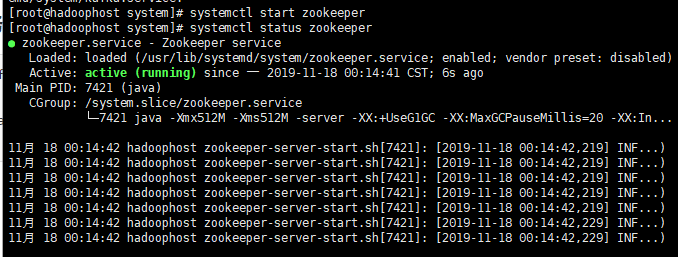 [root@hadoophost system]# systemctl start zookeeper
[root@hadoophost system]# systemctl status zookeeper
● zookeeper.service - Zookeeper service
Loaded: loaded (/usr/lib/systemd/system/zookeeper.service; enabled; vendor preset: disabled)
Active: active (running) since 一 2019-11-18 00:14:41 CST; 6s ago
Main PID: 7421 (java)
CGroup: /system.slice/zookeeper.service
└─7421 java -Xmx512M -Xms512M -server -XX:+UseG1GC -XX:MaxGCPauseMillis=20 -XX:In...
11月 18 00:14:42 hadoophost zookeeper-server-start.sh[7421]: [2019-11-18 00:14:42,219] INF...)
11月 18 00:14:42 hadoophost zookeeper-server-start.sh[7421]: [2019-11-18 00:14:42,219] INF...)
11月 18 00:14:42 hadoophost zookeeper-server-start.sh[7421]: [2019-11-18 00:14:42,219] INF...)
11月 18 00:14:42 hadoophost zookeeper-server-start.sh[7421]: [2019-11-18 00:14:42,219] INF...)
11月 18 00:14:42 hadoophost zookeeper-server-start.sh[7421]: [2019-11-18 00:14:42,219] INF...)
11月 18 00:14:42 hadoophost zookeeper-server-start.sh[7421]: [2019-11-18 00:14:42,229] INF...)
11月 18 00:14:42 hadoophost zookeeper-server-start.sh[7421]: [2019-11-18 00:14:42,229] INF...)